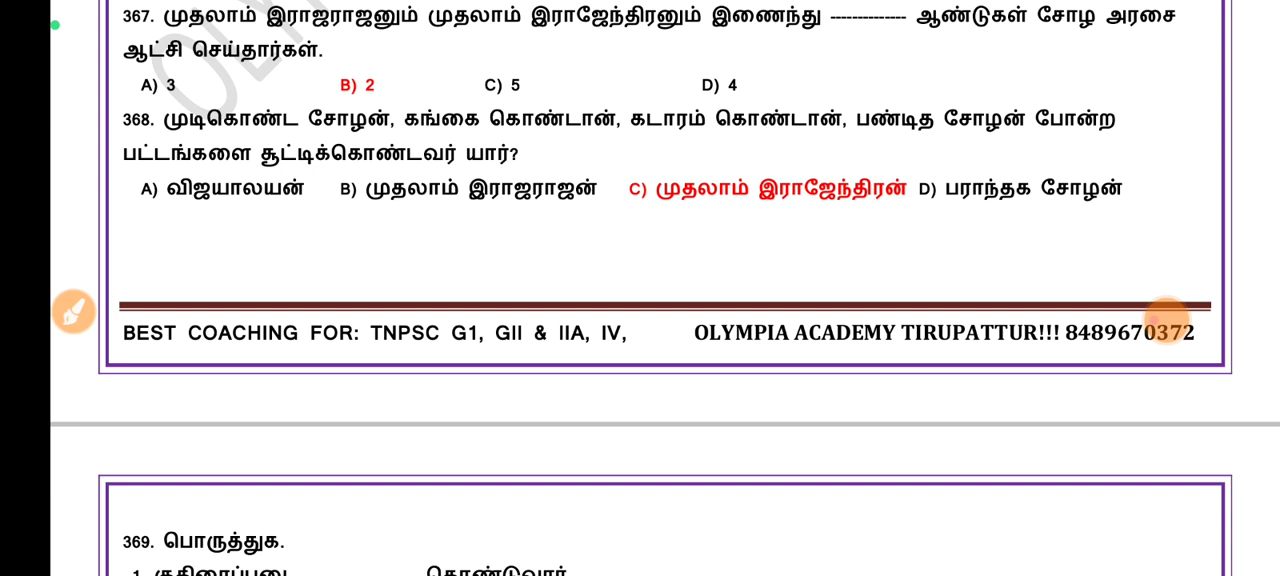 367. முதலாம் இராஜராஜனும் முதலாம் இராஜேந்திரனும் இணைந்து -------------- ஆண்டுகள் சோழ அரசை
ஆட்சி செய்தார்கள்.
A) 3 B) 2 C) 5 D) 4
368. முடிகொண்ட சோழன், கங்கை கொண்டான், கடாரம் கொண்டான், பண்டித சோழன் போன்ற
பட்டங்களை சூட்டிக்கொண்டவர் யார்?
A) விஜயாலயன் B) முதலாம் இராஜராஜன் C) முதலாம் இராஜேந்திரன் D) பராந்தக சோழன்
BEST COACHING FOR: TNPSC G1, GII & IIA, IV, OLYMPIA ACADEMY TIRUPATTUR!!! 8489670372
369. பொருத்துக.